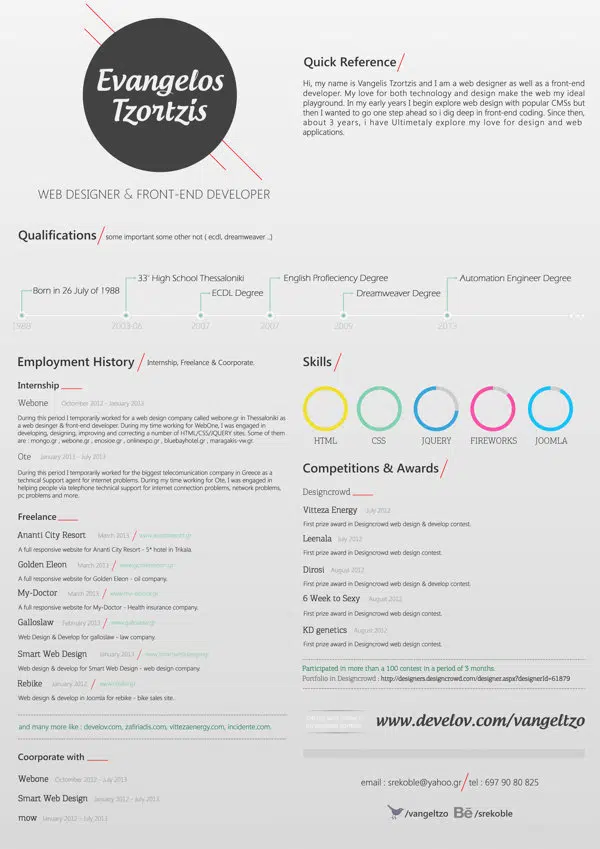 Evangelos
Tzortzis
WEB DESIGNER & FRONT-END DEVELOPER
Quick Reference
Hi, my name is Vangelis Tzortzis and I am a web designer as well as a front-end
developer. My love for both technology and design make the web my ideal
playground. In my early years I begin explore web design with popular CMSs but
then I wanted to go one step ahead so i dig deep in front-end coding. Since then,
about 3 years, i have Ultimetaly explore my love for design and web
applications.
Qualifications / some important some other not ( ecdl, dreamweaver ..)
Born in 26 July of 1988
33' High School Thessaloniki
ECDL Degree
English Profieciency Degree
Dreamweaver Degree
Automation Engineer Degree
1988 2003-06 2007 2007 2009 2013
Employment History / Internship, Freelance & Coorporate.
Internship
Webone Octomber 2012 - January 2013
During this period I temporarily worked for a web design company called webone.gr in Thessaloniki as
a web desinger & front-end developer. During my time working for WebOne, I was engaged in
developing, designing, improving and correcting a number of HTML/CSS/JQUERY sites. Some of them
are : mongo.gr , webone.gr , enosioe.gr , onlinexpo.gr , bluebayhotel.gr , maragakis-vw.gr.
Ote January 2013 - July 2013
During this period I temporarily worked for the biggest telecomunication company in Greece as a
technical Support agent for internet problems. During my time working for Ote, I was engaged in
helping people via telephone technical support for internet connection problems, network problems,
pc problems and more.
Freelance
Ananti City Resort March 2013 /
A full responsive website for Ananti City Resort - 5* hotel in Trikala.
Golden Eleon March 2013 /
A full responsive website for Golden Eleon - oil company.
My-Doctor March 2013 / www.my-doctor.gr
A full responsive website for My-Doctor - Health insurance company.
Galloslaw February 2013 / www.galloslaw.gr
Web Design & Develop for galloslaw - law company.
Smart Web Design January 2013 /
Web design & develop for Smart Web Design - web design company.
Rebike January 2012 /
Web design & develop in Joomla for rebike - bike sales site.
and many more like : develov.com, zafiriadis.com, vittezaenergy.com, incidente.com.
Coorporate with
Webone Octomber 2012 - July 2013
Smart Web Design January 2012 - July 2013
mow January 2012 - July 2013
Skills
HTML CSS JQUERY FIREWORKS JOOMLA
Competitions & Awards
Designcrowd
Vitteza Energy July 2012
First prize award in Designcrowd web design & develop contest.
Leenala July 2012
First prize award in Designcrowd web design contest.
Dirosi August 2012
First prize award in Designcrowd web design & develop contest.
6 Week to Sexy August 2012
First prize award in Designcrowd web design contest.
KD genetics August 2012
First prize award in Designcrowd web design contest.
Participated in more than a 100 contest in a period of 3 months.
Portfolio in Designcrowd : http://designers.designcrowd.com/designer.aspx?designerId=61879
www.develov.com/vangeltzo
email : srekoble@yahoo.gr / tel : 697 90 80 825
/vangeltzo Bē /srekoble